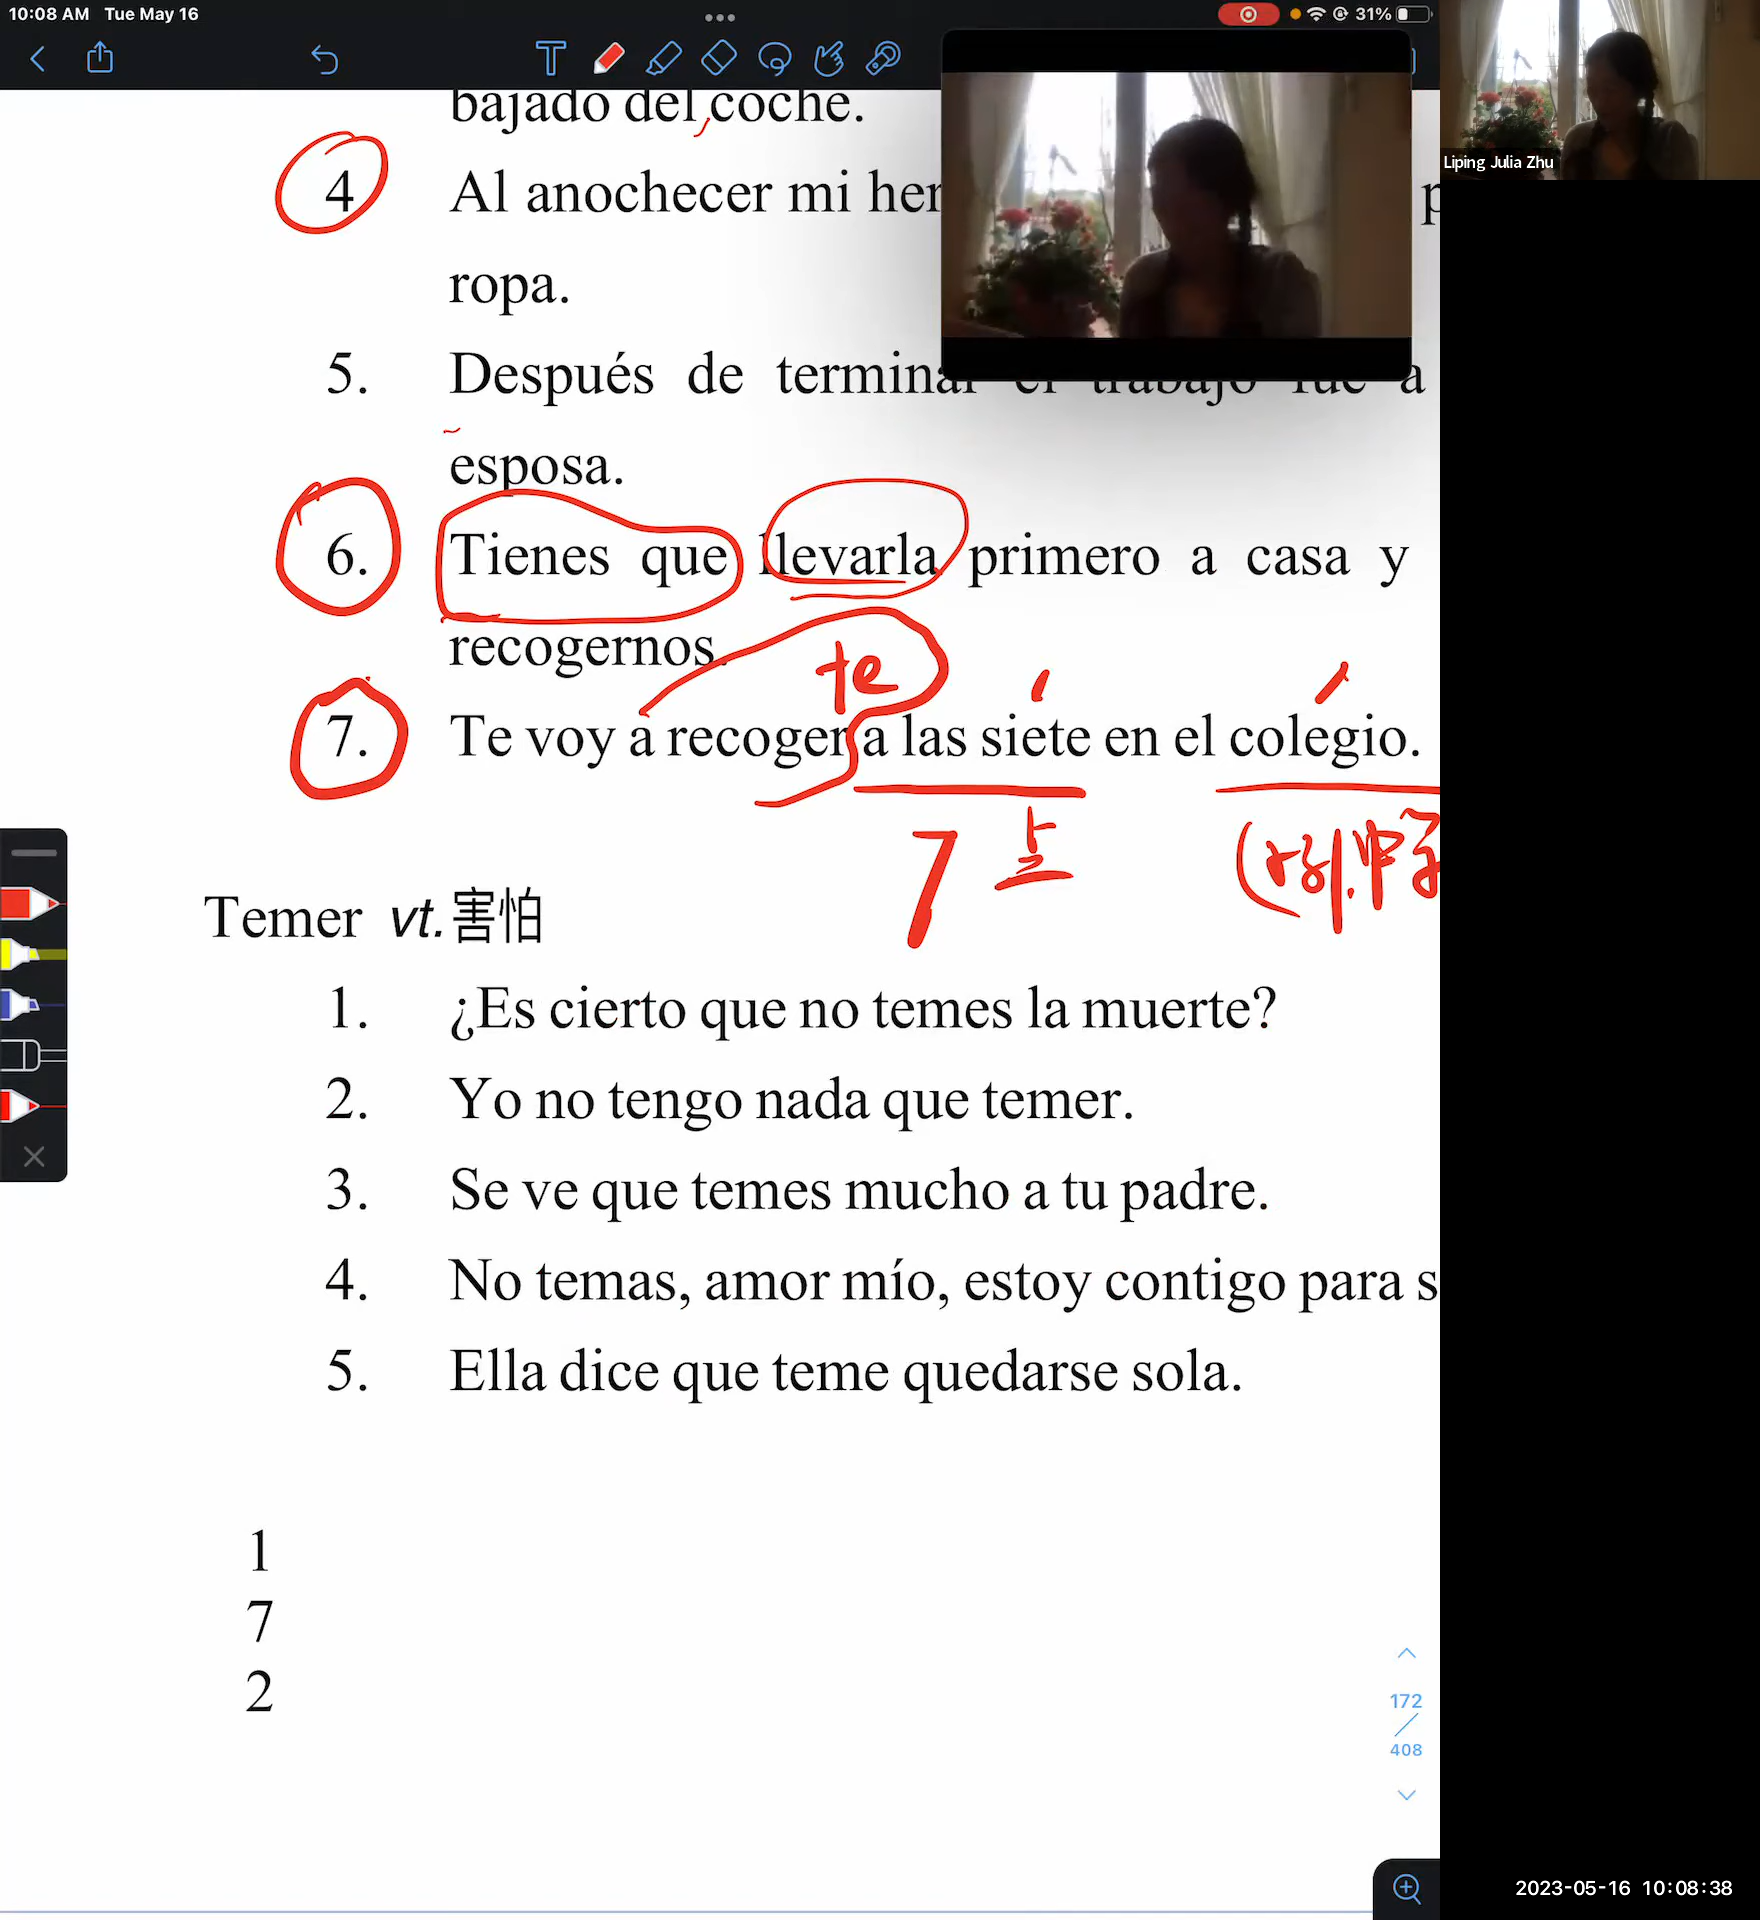 10:08 AM Tue May 16
31%
Liping Julia Zhu
bajado del coche.
4 Al anochecer mi her
ropa.
5. Después de terminar el trabajo fue a
esposa.
6. Tienes que llevarla primero a casa y
recogernos.
te
7. Te voy a recoger a las siete en el colegio.
7 点
Temer vt.害怕
1. ¿Es cierto que no temes la muerte?
2. Yo no tengo nada que temer.
3. Se ve que temes mucho a tu padre.
4. No temas, amor mío, estoy contigo para s
5. Ella dice que teme quedarse sola.
1
7
2
172
408
2023-05-16 10:08:38